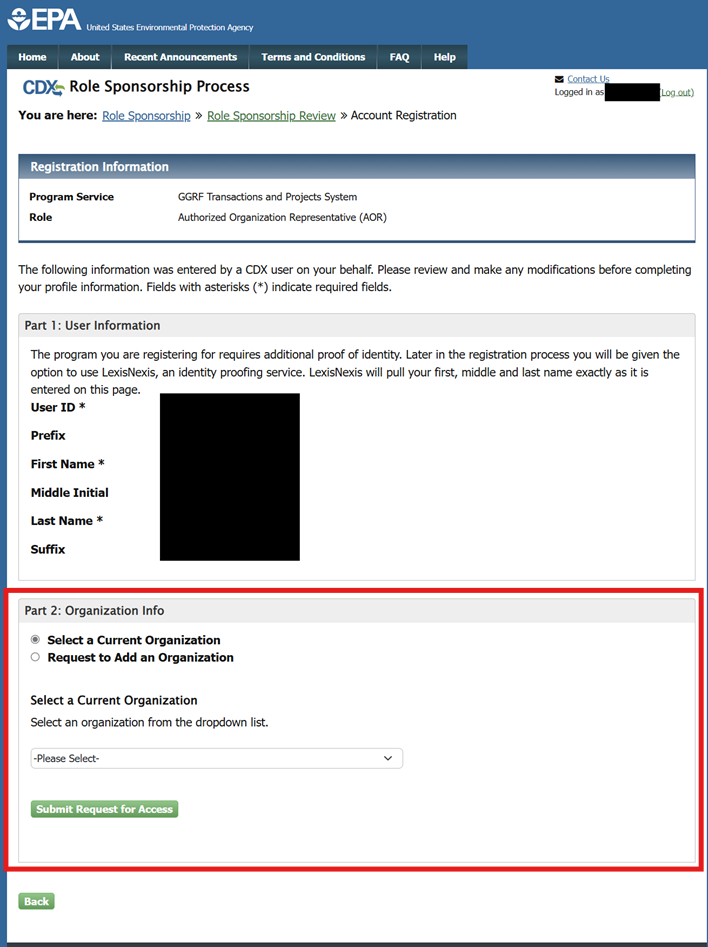 EPA United States Environmental Protection Agency
Home About Recent Announcements Terms and Conditions FAQ Help
CDX Role Sponsorship Process
Contact Us
Logged in as (Log out)
You are here: Role Sponsorship » Role Sponsorship Review » Account Registration
Registration Information
Program Service GGRF Transactions and Projects System
Role Authorized Organization Representative (AOR)
The following information was entered by a CDX user on your behalf. Please review and make any modifications before completing
your profile information. Fields with asterisks (*) indicate required fields.
Part 1: User Information
The program you are registering for requires additional proof of identity. Later in the registration process you will be given the
option to use LexisNexis, an identity proofing service. LexisNexis will pull your first, middle and last name exactly as it is
entered on this page.
User ID *
Prefix
First Name *
Middle Initial
Last Name *
Suffix
Part 2: Organization Info
Select a Current Organization
Request to Add an Organization
Select a Current Organization
Select an organization from the dropdown list.
-Please Select-
Submit Request for Access
Back